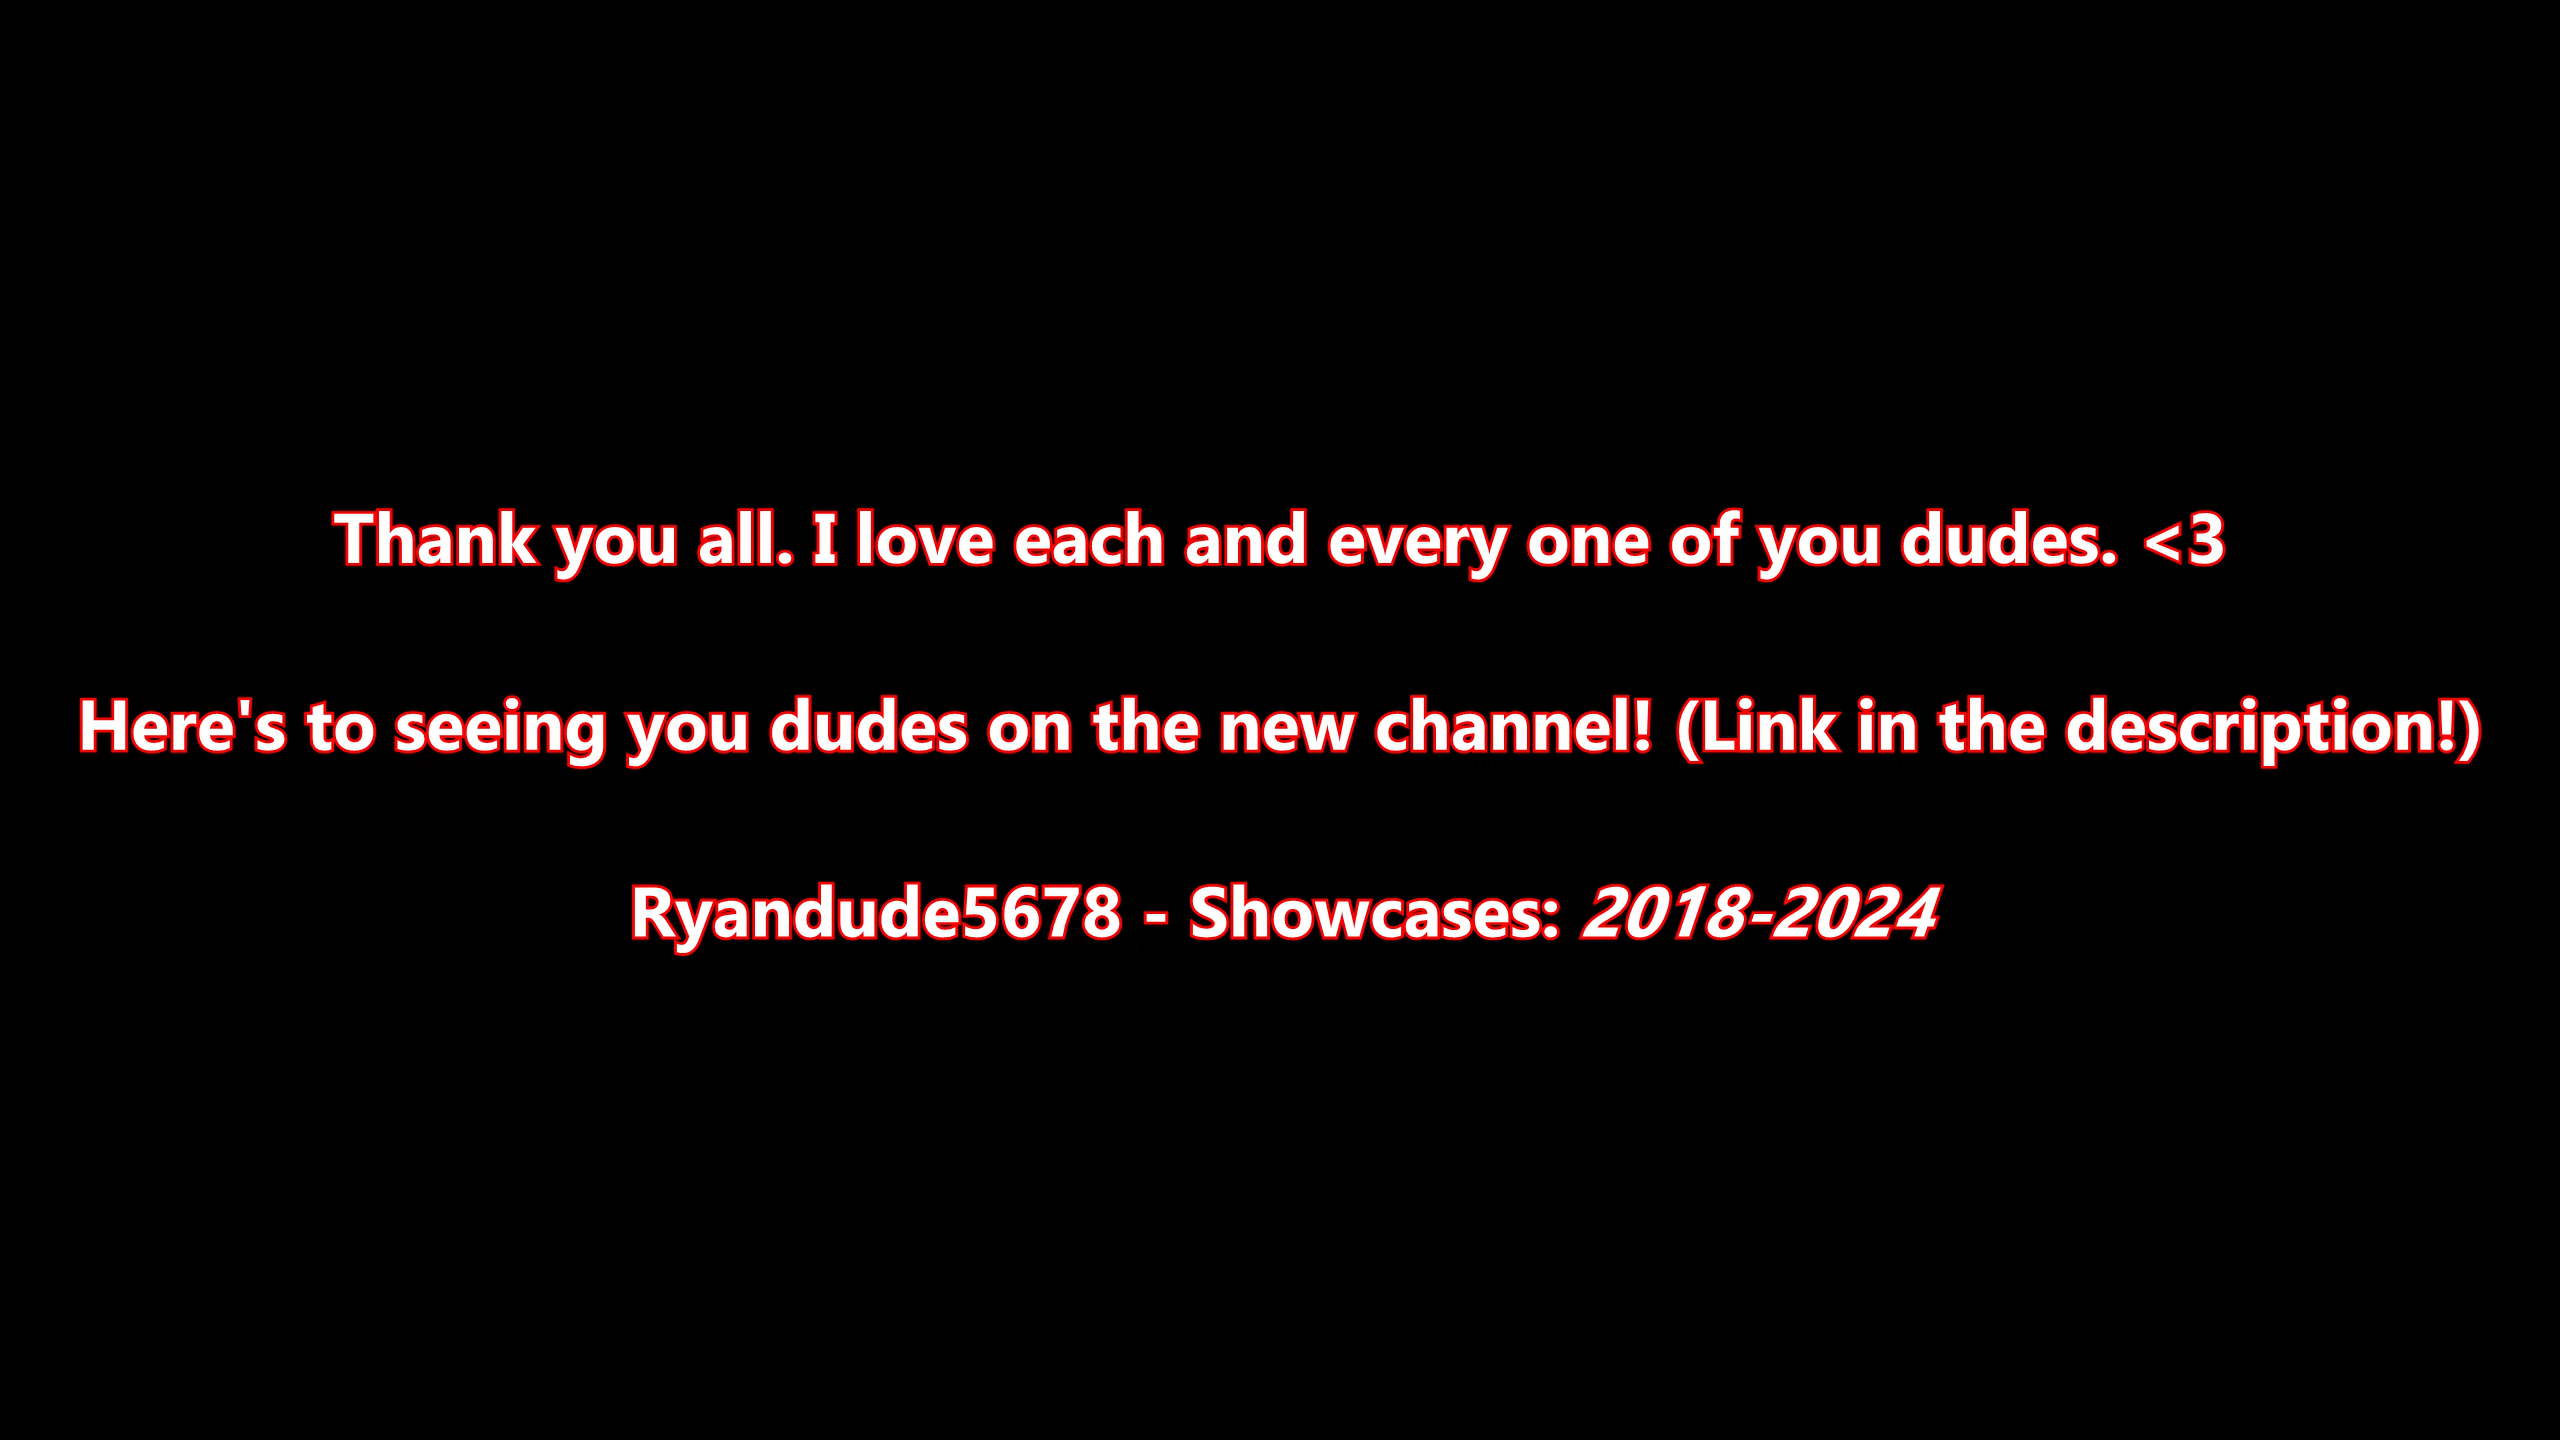 Thank you all. I love each and every one of you dudes. <3
Here's to seeing you dudes on the new channel! (Link in the description!)
Ryandude5678 - Showcases: 2018-2024